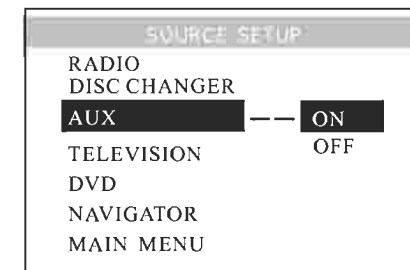 SOURCE SETUP
RADIO
DISC CHANGER
AUX -- ON
TELEVISION OFF
DVD
NAVIGATOR
MAIN MENU